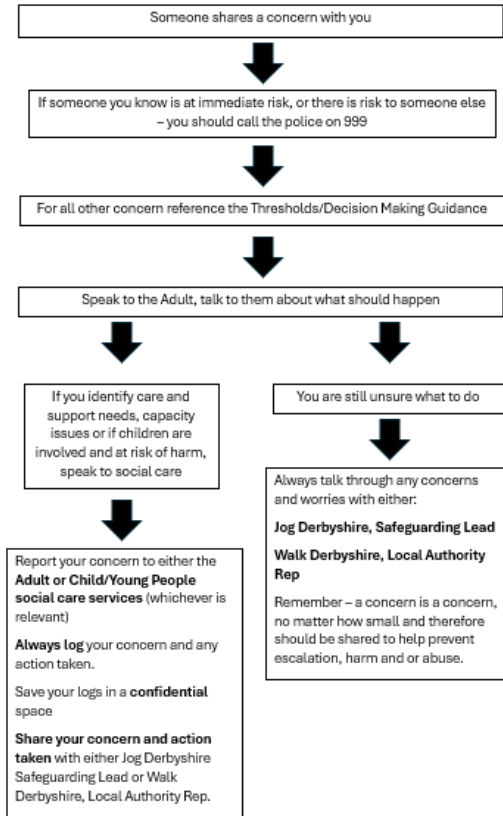 Someone shares a concern with you
If someone you know is at immediate risk, or there is risk to someone else
– you should call the police on 999
For all other concern reference the Thresholds/Decision Making Guidance
Speak to the Adult, talk to them about what should happen
If you identify care and
support needs, capacity
issues or if children are
involved and at risk of harm,
speak to social care
You are still unsure what to do
Report your concern to either the
Adult or Child/Young People
social care services (whichever is
relevant)
Always log your concern and any
action taken.
Save your logs in a confidential
space
Share your concern and action
taken with either Jog Derbyshire
Safeguarding Lead or Walk
Derbyshire, Local Authority Rep.
Always talk through any concerns
and worries with either:
Jog Derbyshire, Safeguarding Lead
Walk Derbyshire, Local Authority
Rep
Remember – a concern is a concern,
no matter how small and therefore
should be shared to help prevent
escalation, harm and or abuse.